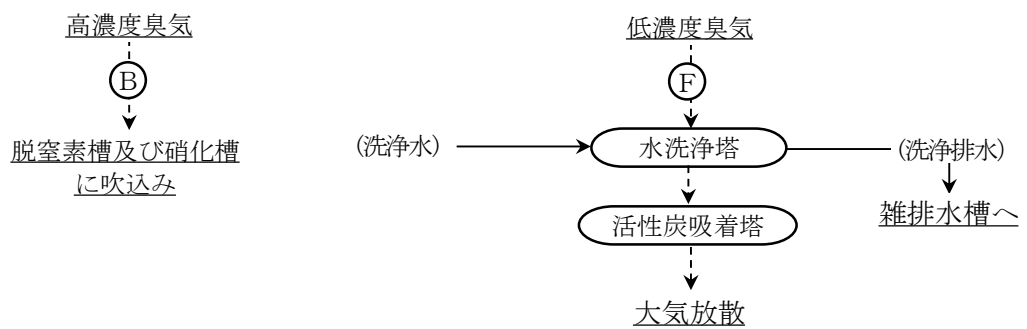 高濃度臭気
B
脱窒素槽及び硝化槽
に吹込み
低濃度臭気
F
(洗浄水)
水洗浄塔
(洗浄排水)
雑排水槽へ
活性炭吸着塔
大気放散